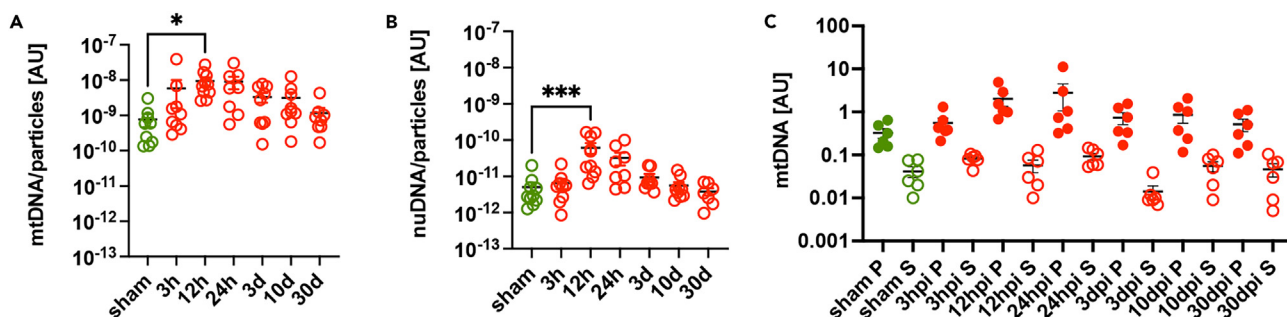 A
mtDNA/particles [AU]
10-7
10-8
10-9
10-10
10-11
10-12
10-13
*
sham
3h
12h
24h
3d
10d
30d
B
nuDNA/particles [AU]
10-7
10-8
10-9
10-10
10-11
10-12
10-13
***
sham
3h
12h
24h
3d
10d
30d
C
mtDNA [AU]
100
10
1
0.1
0.01
0.001
sham P
sham S
3hpi P
3hpi S
12hpi P
12hpi S
24hpi P
24hpi S
3dpi P
3dpi S
10dpi P
10dpi S
30dpi P
30dpi S